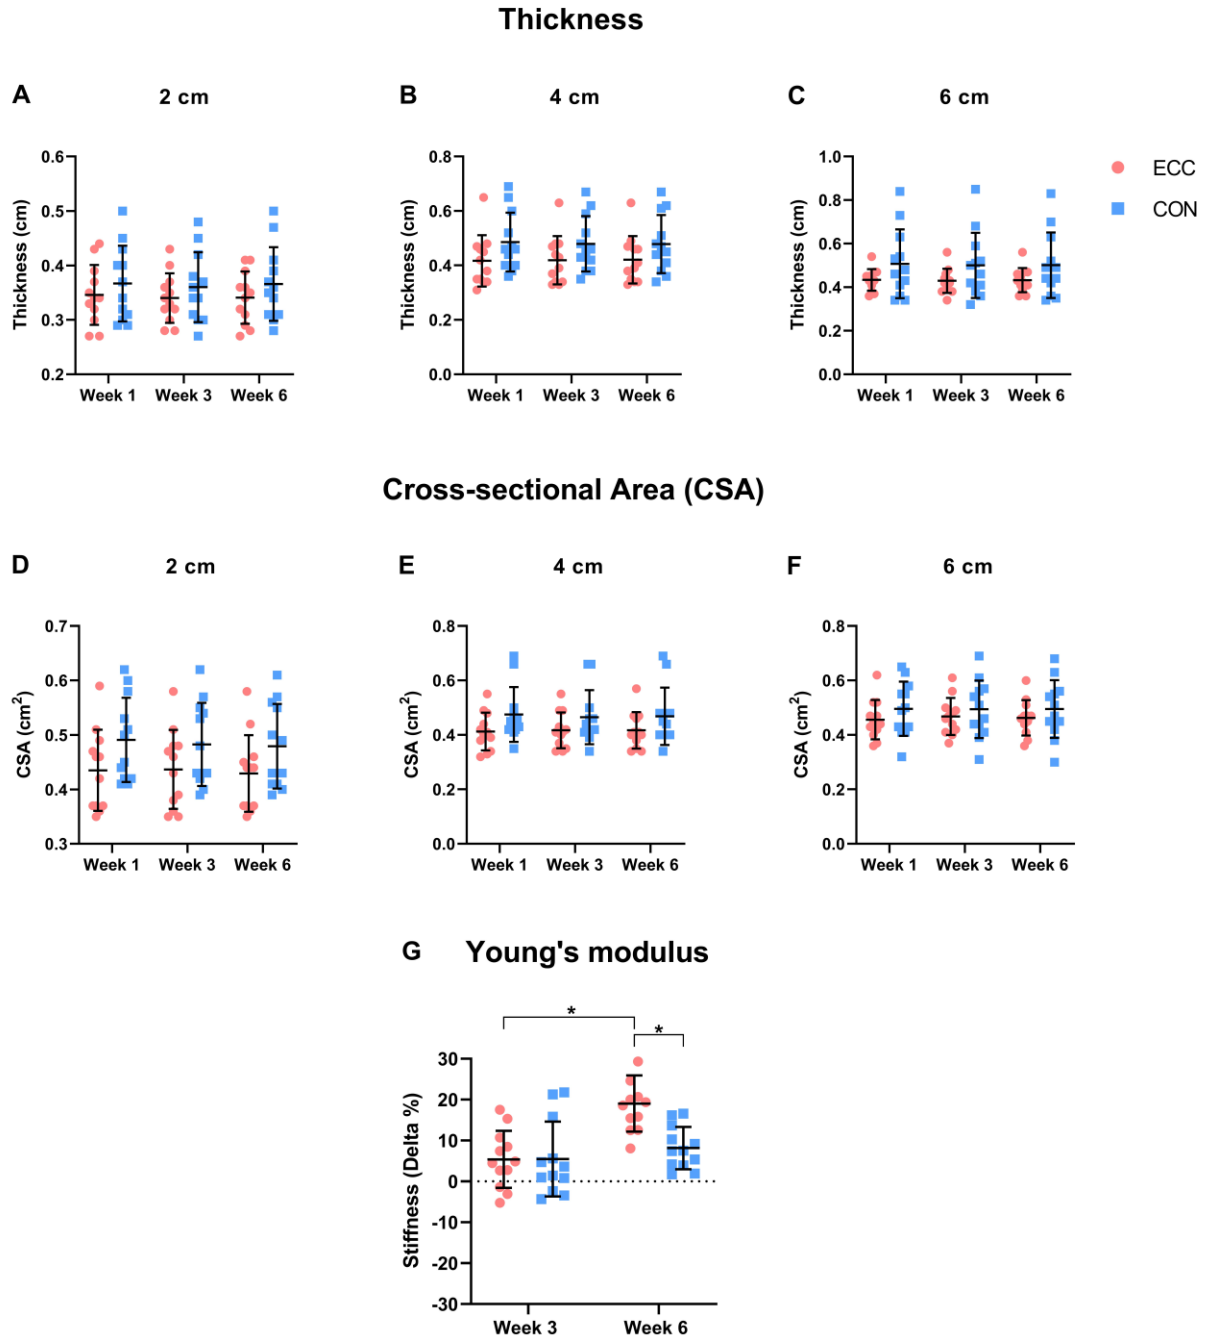 Thickness
A 2 cm
B 4 cm
C 6 cm
ECC
CON
Thickness (cm)
0.6
0.5
0.4
0.3
0.2
Week 1 Week 3 Week 6
Thickness (cm)
0.8
0.6
0.4
0.2
0.0
Week 1 Week 3 Week 6
Thickness (cm)
1.0
0.8
0.6
0.4
0.2
0.0
Week 1 Week 3 Week 6
Cross-sectional Area (CSA)
D 2 cm
E 4 cm
F 6 cm
CSA (cm²)
0.7
0.6
0.5
0.4
0.3
Week 1 Week 3 Week 6
CSA (cm²)
0.8
0.6
0.4
0.2
0.0
Week 1 Week 3 Week 6
CSA (cm²)
0.8
0.6
0.4
0.2
0.0
Week 1 Week 3 Week 6
G Young's modulus
*
*
Stiffness (Delta %)
30
20
10
0
-10
-20
-30
Week 3 Week 6